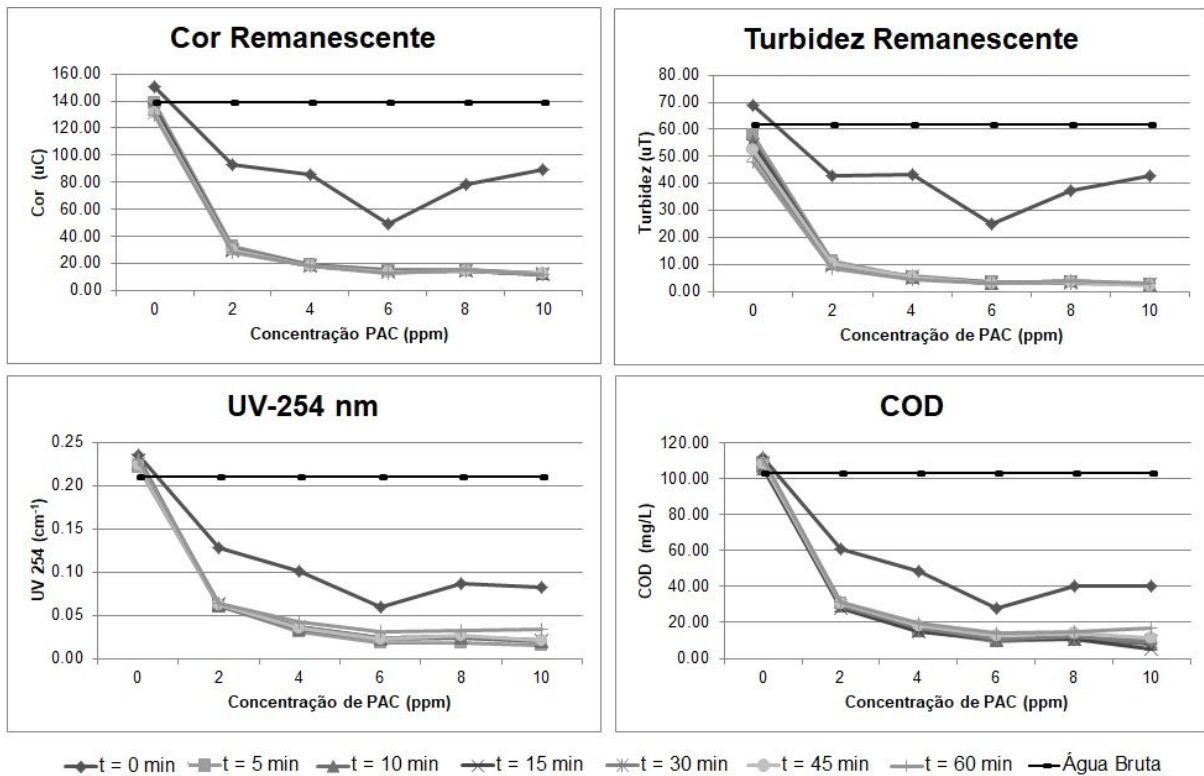 Cor Remanescente
Cor (uC)
160.00
140.00
120.00
100.00
80.00
60.00
40.00
20.00
0.00
0 2 4 6 8 10
Concentração PAC (ppm)
Turbidez Remanescente
Turbidez (uT)
80.00
70.00
60.00
50.00
40.00
30.00
20.00
10.00
0.00
0 2 4 6 8 10
Concentração de PAC (ppm)
UV-254 nm
UV 254 (cm⁻¹)
0.25
0.20
0.15
0.10
0.05
0.00
0 2 4 6 8 10
Concentração de PAC (ppm)
COD
COD (mg/L)
120.00
100.00
80.00
60.00
40.00
20.00
0.00
0 2 4 6 8 10
Concentração de PAC (ppm)
t = 0 min t = 5 min t = 10 min t = 15 min t = 30 min t = 45 min t = 60 min Água Bruta